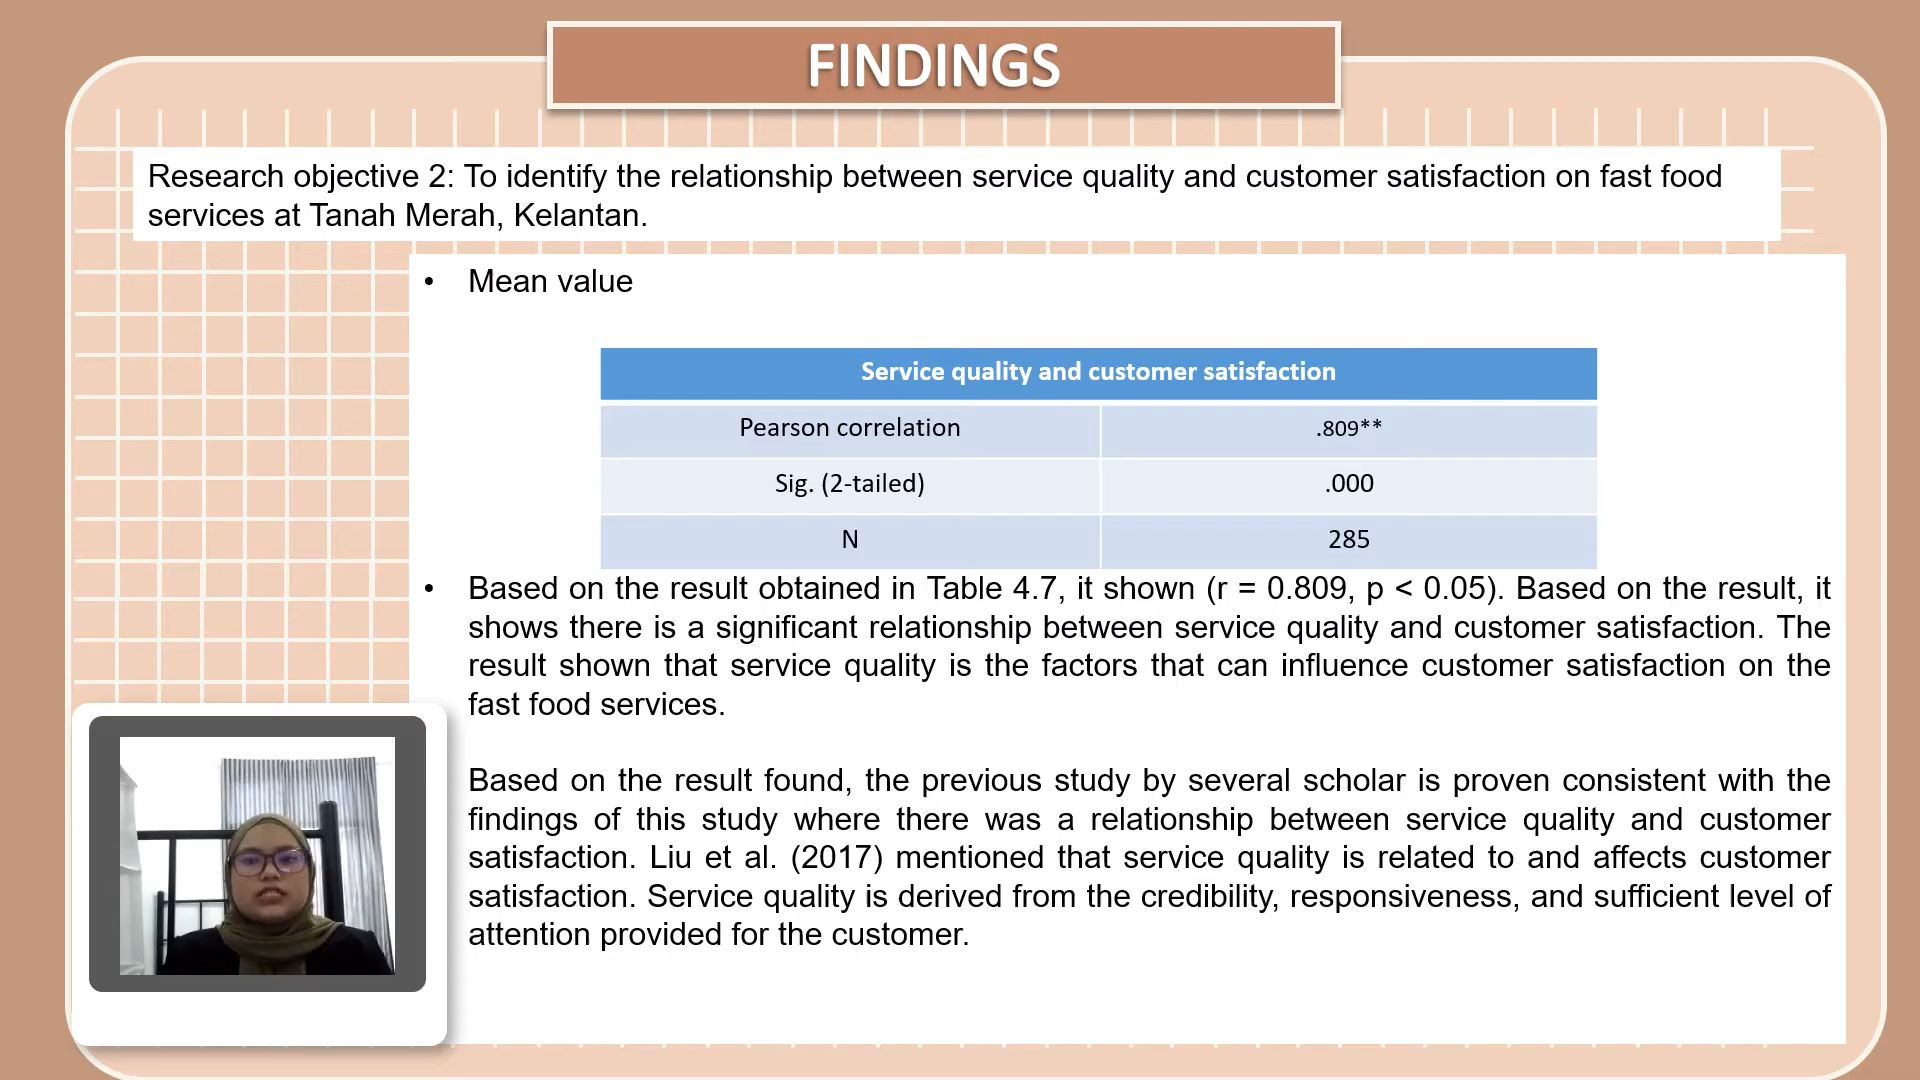 FINDINGS
Research objective 2: To identify the relationship between service quality and customer satisfaction on fast food
services at Tanah Merah, Kelantan.
• Mean value
Service quality and customer satisfaction
Pearson correlation .809**
Sig. (2-tailed) .000
N 285
• Based on the result obtained in Table 4.7, it shown (r = 0.809, p < 0.05). Based on the result, it
shows there is a significant relationship between service quality and customer satisfaction. The
result shown that service quality is the factors that can influence customer satisfaction on the
fast food services.
Based on the result found, the previous study by several scholar is proven consistent with the
findings of this study where there was a relationship between service quality and customer
satisfaction. Liu et al. (2017) mentioned that service quality is related to and affects customer
satisfaction. Service quality is derived from the credibility, responsiveness, and sufficient level of
attention provided for the customer.